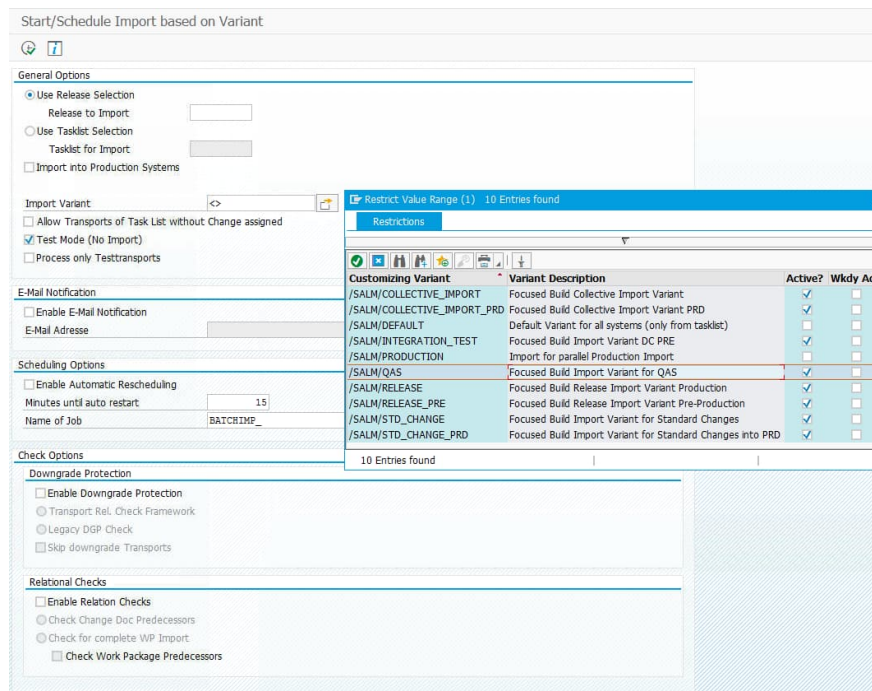 Start/Schedule Import based on Variant
General Options
Use Release Selection
Release to Import
Use Tasklist Selection
Tasklist for Import
Import into Production Systems
Import Variant <>
Allow Transports of Task List without Change assigned
Test Mode (No Import)
Process only Testtransports
E-Mail Notification
Enable E-Mail Notification
E-Mail Adresse
Scheduling Options
Enable Automatic Rescheduling
Minutes until auto restart 15
Name of Job BATCHIMP_
Check Options
Downgrade Protection
Enable Downgrade Protection
Transport Rel. Check Framework
Legacy DGP Check
Skip downgrade Transports
Relational Checks
Enable Relation Checks
Check Change Doc Predecessors
Check for complete WP Import
Check Work Package Predecessors
Restrict Value Range (1) 10 Entries found
Restrictions
Customizing Variant Variant Description Active? Wkdy Ac
/SALM/COLLECTIVE_IMPORT Focused Build Collective Import Variant
/SALM/COLLECTIVE_IMPORT_PRD Focused Build Collective Import Variant PRD
/SALM/DEFAULT Default Variant for all systems (only from tasklist)
/SALM/INTEGRATION_TEST Focused Build Import Variant DC PRE
/SALM/PRODUCTION Import for parallel Production Import
/SALM/QAS Focused Build Import Variant for QAS
/SALM/RELEASE Focused Build Release Import Variant Production
/SALM/RELEASE_PRE Focused Build Release Import Variant Pre-Production
/SALM/STD_CHANGE Focused Build Import Variant for Standard Changes
/SALM/STD_CHANGE_PRD Focused Build Import Variant for Standard Changes into PRD
10 Entries found